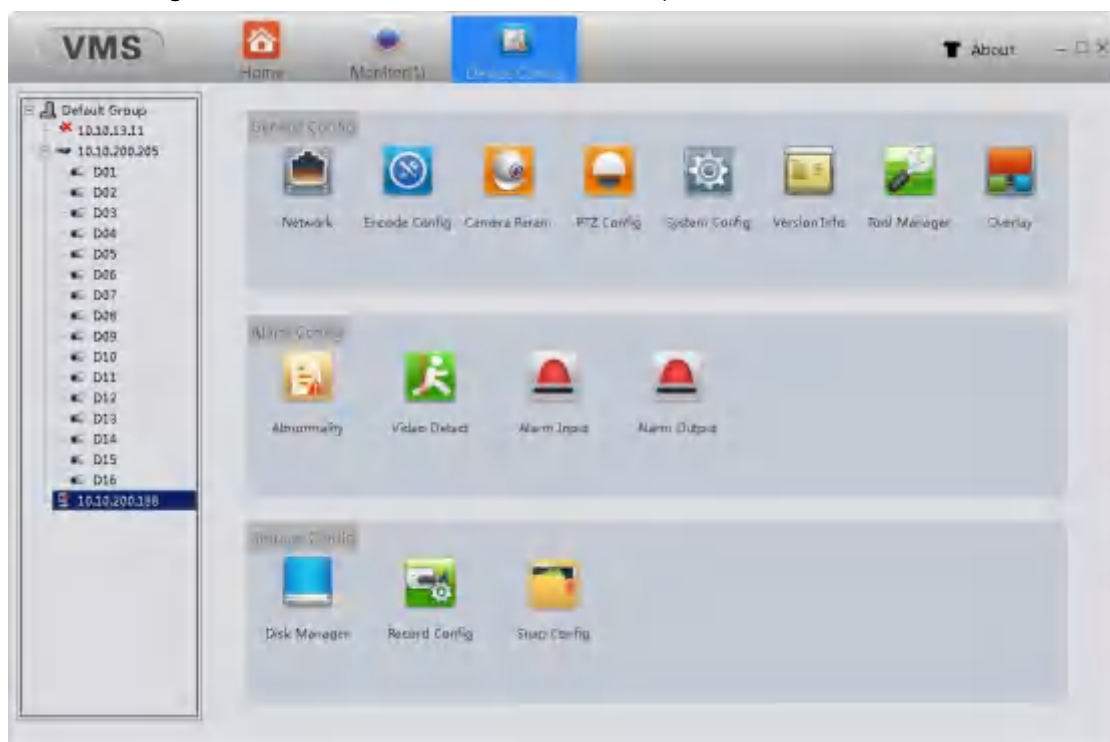 VMS
Home
Monitor(1)
Device Config
About
Default Group
10.10.13.11
10.10.200.205
D01
D02
D03
D04
D05
D06
D07
D08
D09
D10
D11
D12
D13
D14
D15
D16
10.10.200.198
General Config
Network Encode Config Camera Param PTZ Config System Config Version Info Tool Manager Overlay
Alarm Config
Abnormality Video Detect Alarm Input Alarm Output
Storage Config
Disk Manager Record Config Snap Config